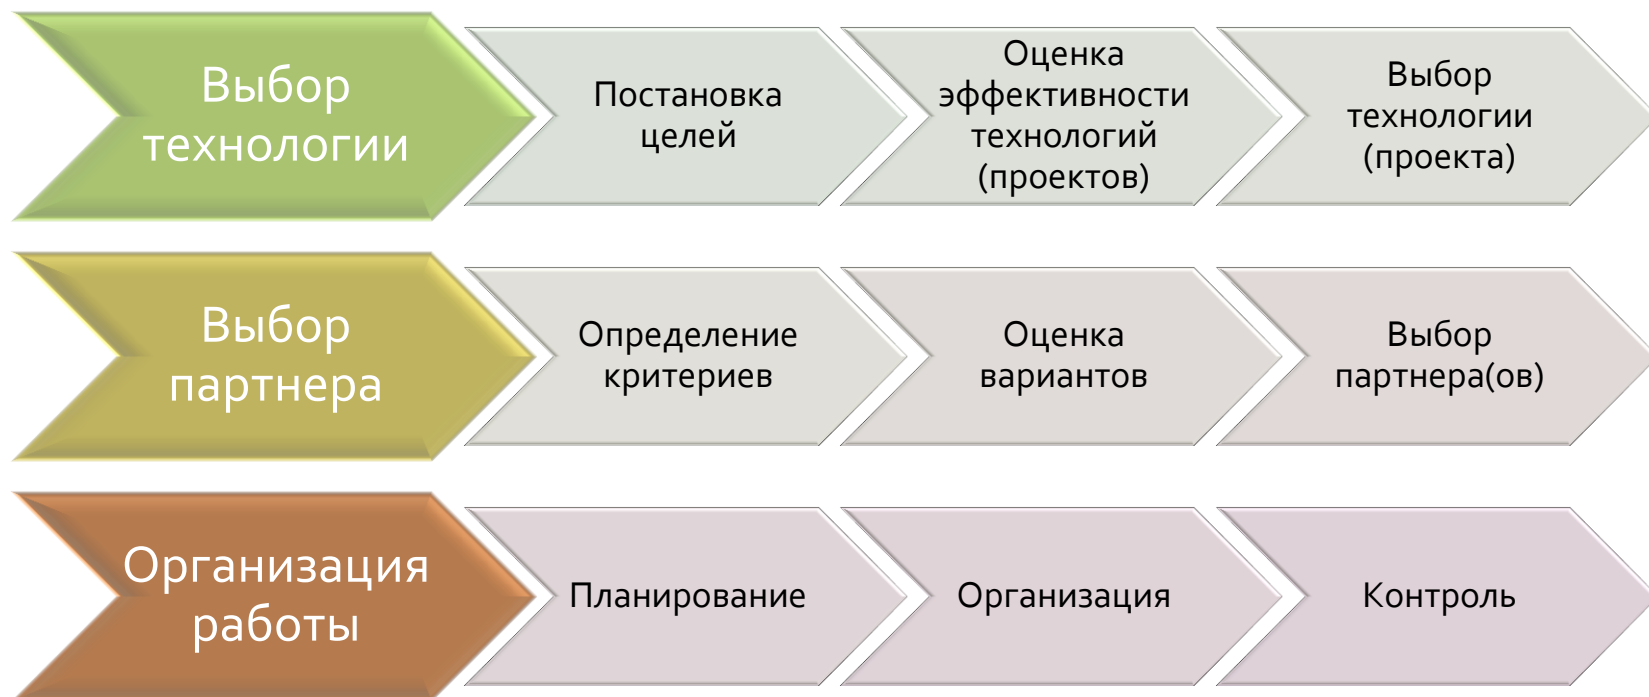 Выбор
технологии
Постановка
целей
Оценка
эффективности
технологий
(проектов)
Выбор
технологии
(проекта)
Выбор
партнера
Определение
критериев
Оценка
вариантов
Выбор
партнера(ов)
Организация
работы
Планирование
Организация
Контроль